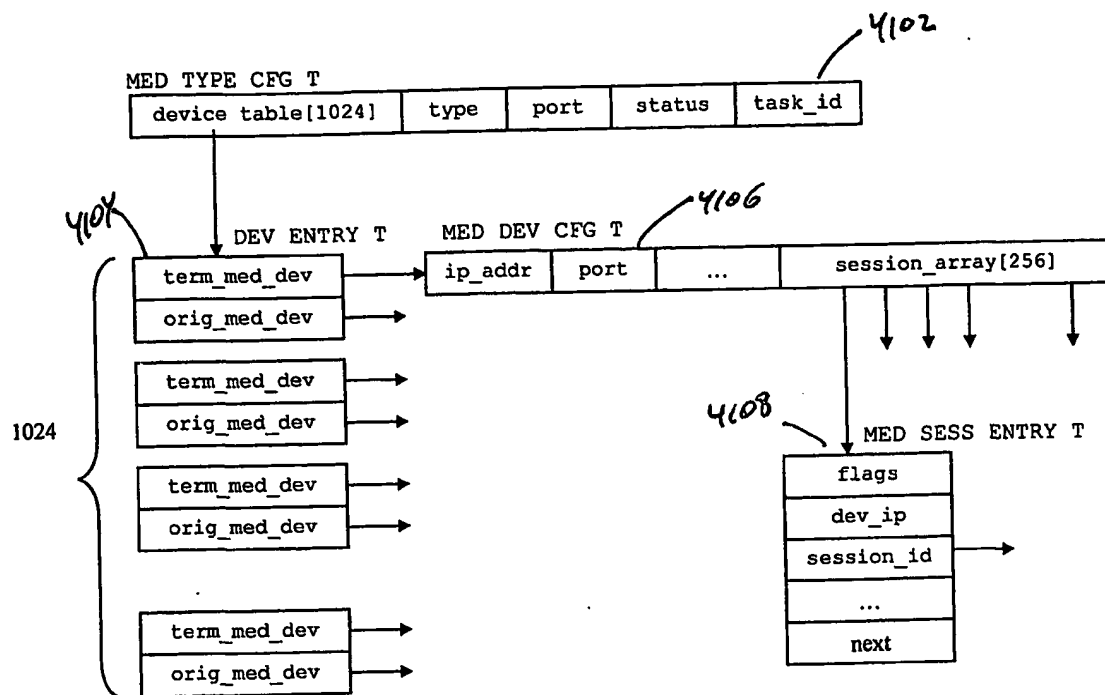 4102
MED TYPE CFG T
device table[1024] type port status task_id
4104
DEV ENTRY T
MED DEV CFG T
4106
term_med_dev
orig_med_dev
ip_addr port ... session_array[256]
term_med_dev
orig_med_dev
1024
term_med_dev
orig_med_dev
term_med_dev
orig_med_dev
4108
MED SESS ENTRY T
flags
dev_ip
session_id
...
next